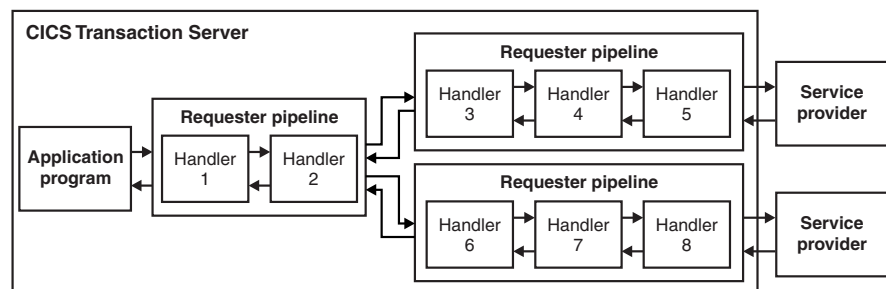 CICS Transaction Server
Requester pipeline
Handler
3
Handler
4
Handler
5
Service
provider
Requester pipeline
Application
program
Handler
1
Handler
2
Requester pipeline
Handler
6
Handler
7
Handler
8
Service
provider